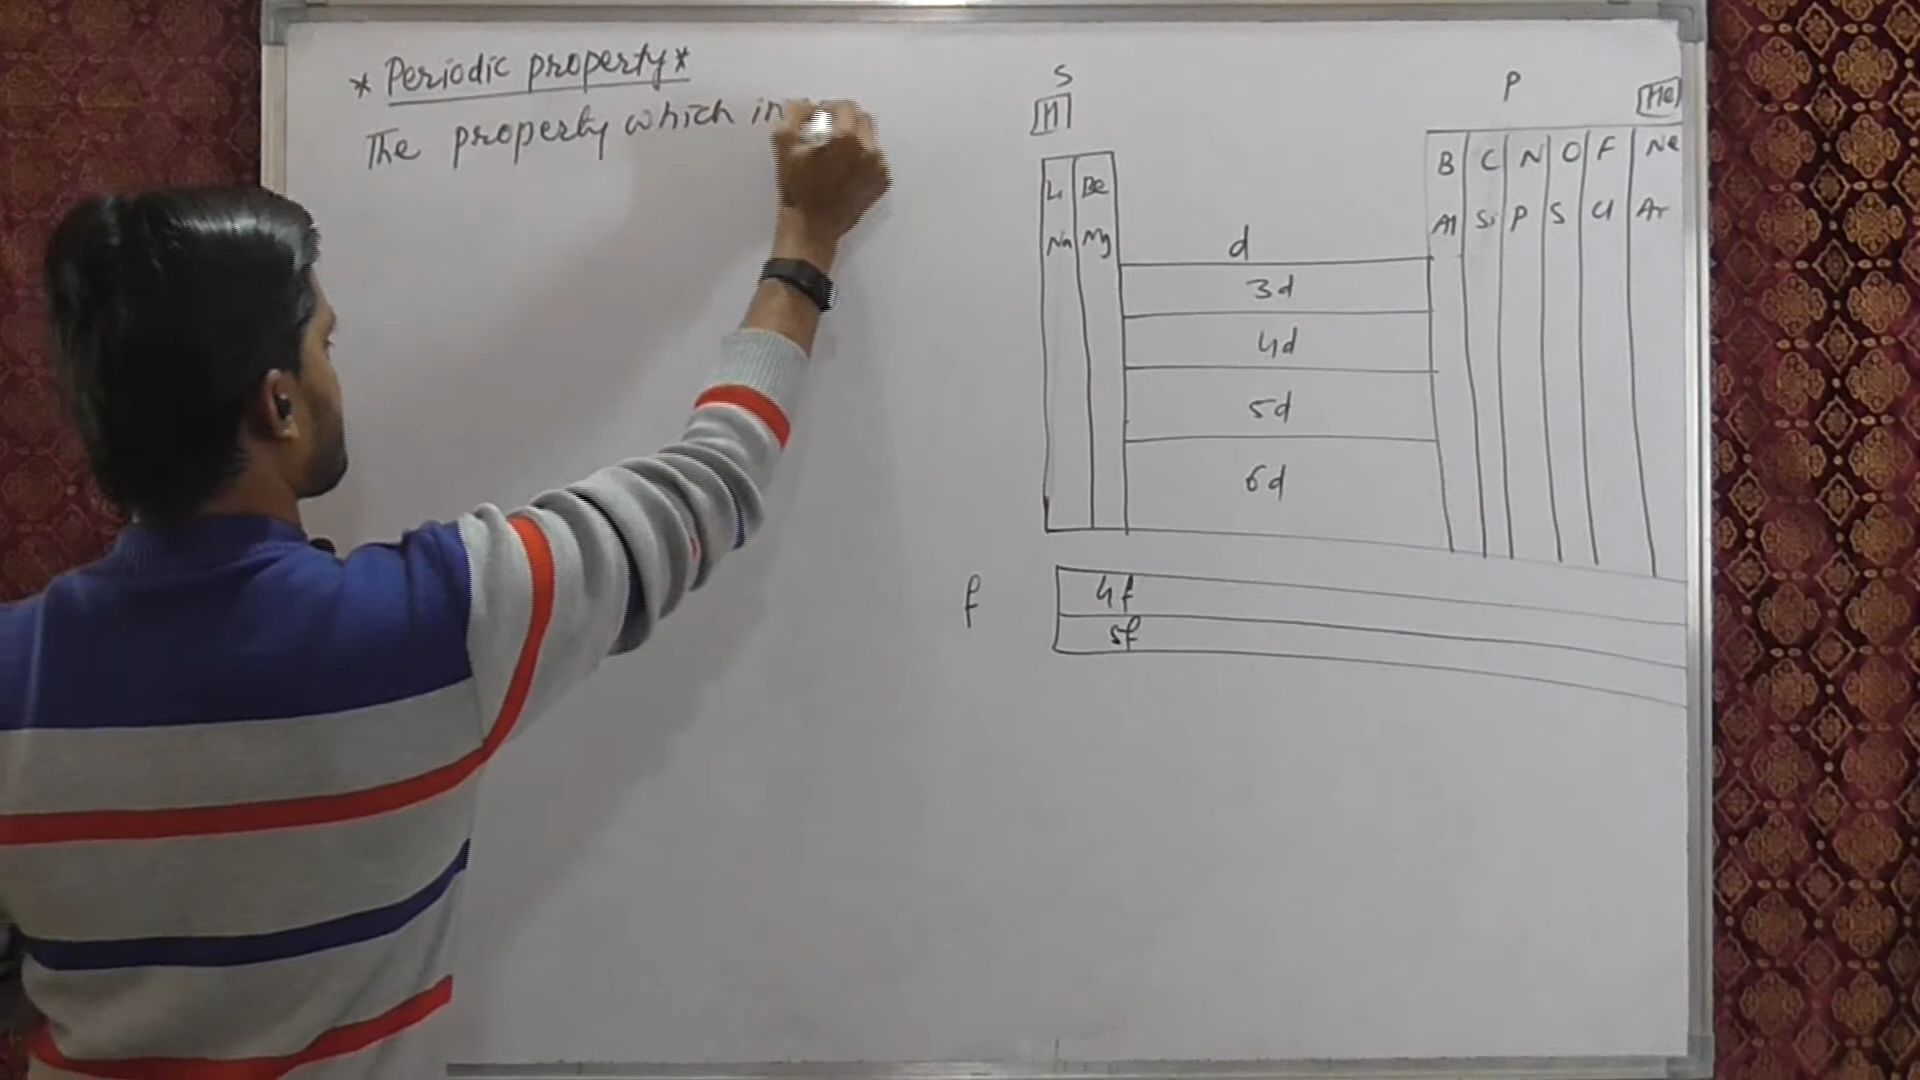 * Periodic property *
The property which in
S
H
P
He
Li Be
Na Mg
B C N O F Ne
Al Si P S Cl Ar
d
3d
4d
5d
6d
f
4f
5f